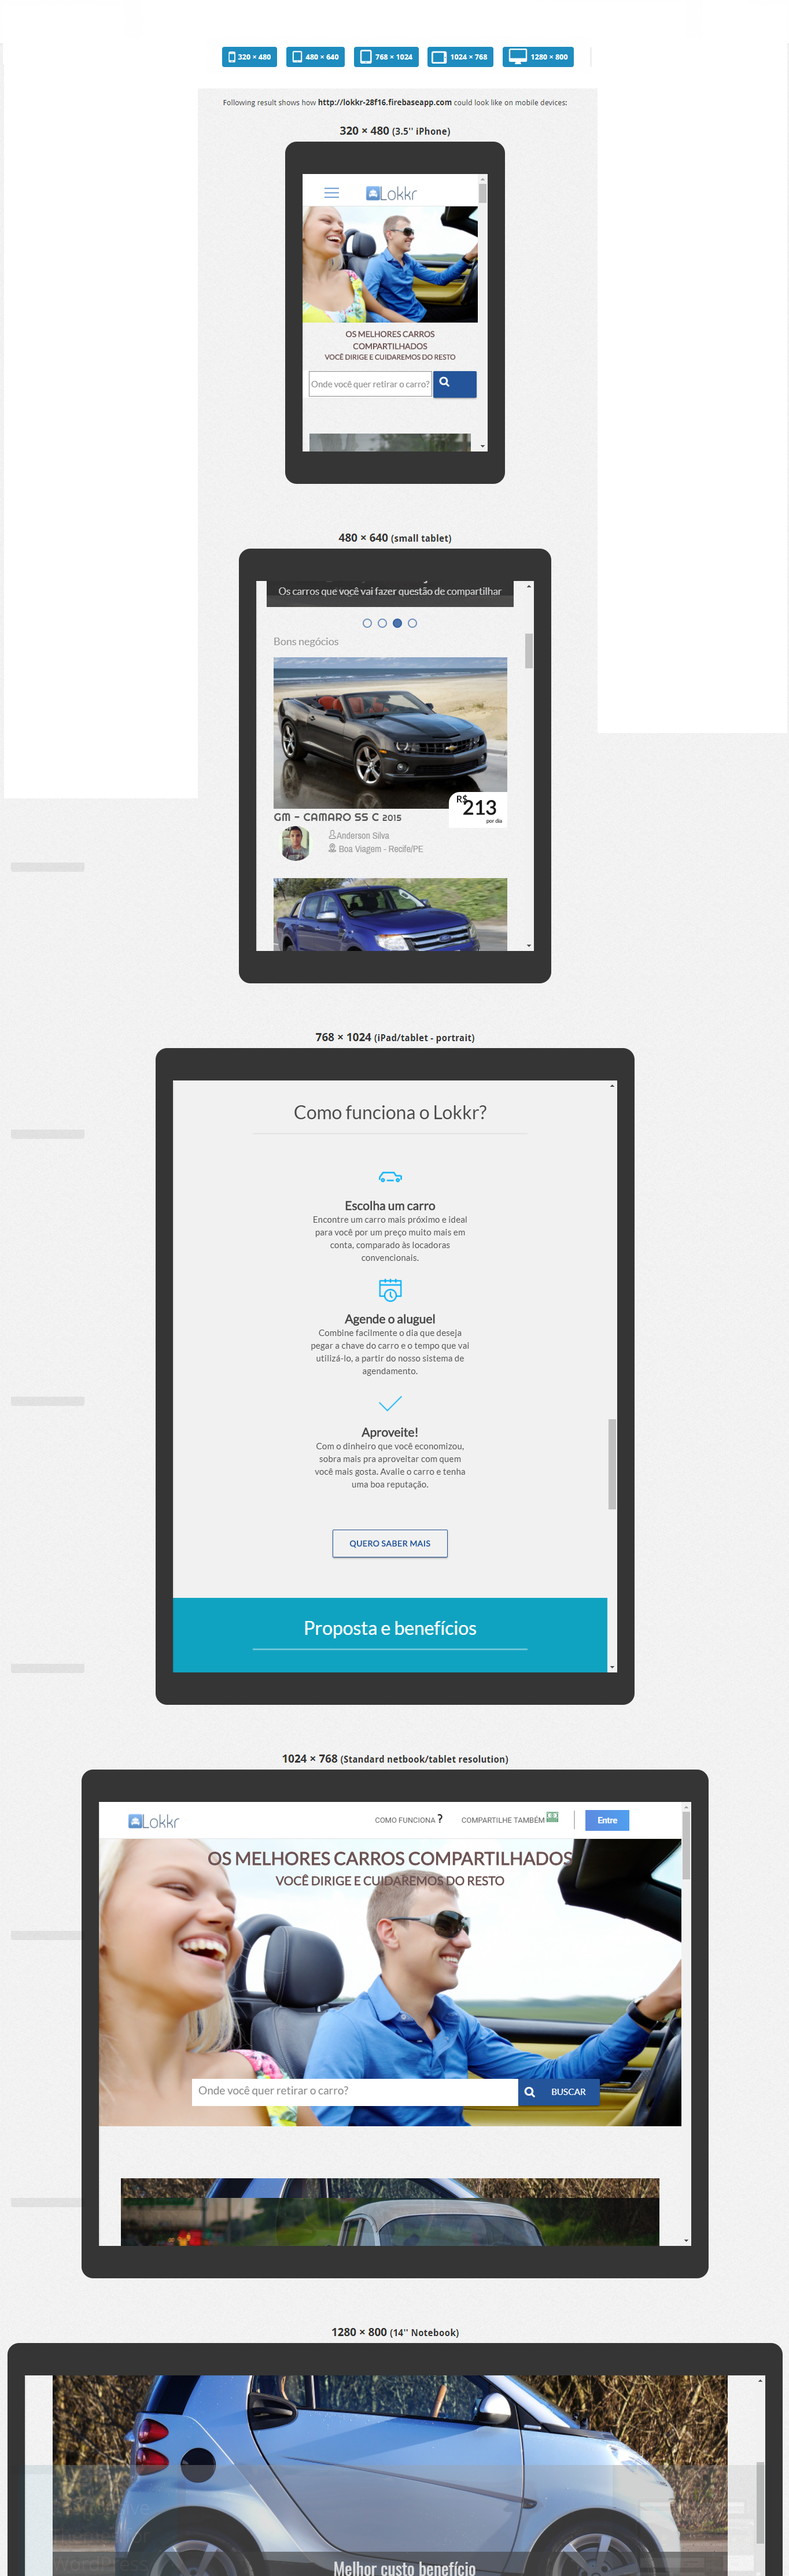 320 × 480
480 × 640
768 × 1024
1024 × 768
1280 × 800
Following result shows how http://lokkr-28f16.firebaseapp.com could look like on mobile devices:
320 × 480 (3.5'' iPhone)
Lokkr
OS MELHORES CARROS
COMPARTILHADOS
VOCÊ DIRIGE E CUIDAREMOS DO RESTO
Onde você quer retirar o carro?
480 × 640 (small tablet)
Os carros que você vai fazer questão de compartilhar
Bons negócios
R$
213
por dia
GM - CAMARO SS C 2015
Anderson Silva
Boa Viagem - Recife/PE
768 × 1024 (iPad/tablet - portrait)
Como funciona o Lokkr?
Escolha um carro
Encontre um carro mais próximo e ideal
para você por um preço muito mais em
conta, comparado às locadoras
convencionais.
Agende o aluguel
Combine facilmente o dia que deseja
pegar a chave do carro e o tempo que vai
utilizá-lo, a partir do nosso sistema de
agendamento.
Aproveite!
Com o dinheiro que você economizou,
sobra mais pra aproveitar com quem
você mais gosta. Avalie o carro e tenha
uma boa reputação.
QUERO SABER MAIS
Proposta e benefícios
1024 × 768 (Standard netbook/tablet resolution)
Lokkr
COMO FUNCIONA ?
COMPARTILHE TAMBÉM
Entre
OS MELHORES CARROS COMPARTILHADOS
VOCÊ DIRIGE E CUIDAREMOS DO RESTO
Onde você quer retirar o carro?
BUSCAR
1280 × 800 (14'' Notebook)
Melhor custo benefício